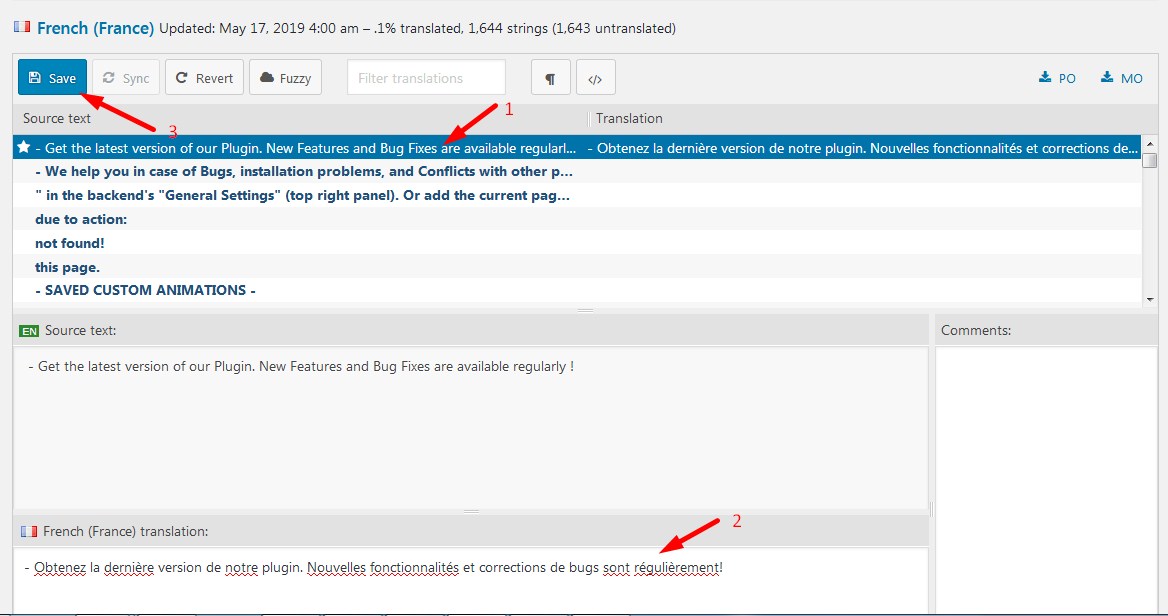 French (France) Updated: May 17, 2019 4:00 am – .1% translated, 1,644 strings (1,643 untranslated)
Save Sync Revert Fuzzy Filter translations ¶ </> PO MO
1
3
Source text Translation
- Get the latest version of our Plugin. New Features and Bug Fixes are available regularl... - Obtenez la dernière version de notre plugin. Nouvelles fonctionnalités et corrections de...
- We help you in case of Bugs, installation problems, and Conflicts with other p...
" in the backend's "General Settings" (top right panel). Or add the current pag...
due to action:
not found!
this page.
- SAVED CUSTOM ANIMATIONS -
EN Source text: Comments:
- Get the latest version of our Plugin. New Features and Bug Fixes are available regularly !
2
French (France) translation:
- Obtenez la dernière version de notre plugin. Nouvelles fonctionnalités et corrections de bugs sont régulièrement!